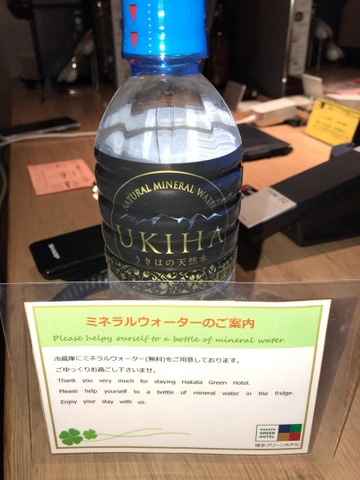 NATURAL MINERAL WATER
UKIHA
うきはの天然水
ミネラルウォーターのご案内
Please helpy ourself to a bottle of mineral water.
冷蔵庫にミネラルウォーター(無料)をご用意しております。
ごゆっくりお過ごし下さいませ。
Thank you very much for staying Hakata Green Hotel.
Please help yourself to a bottle of mineral water in the fridge.
Enjoy your stay with us.
HAKATA
GREEN
HOTEL
博多グリーンホテル